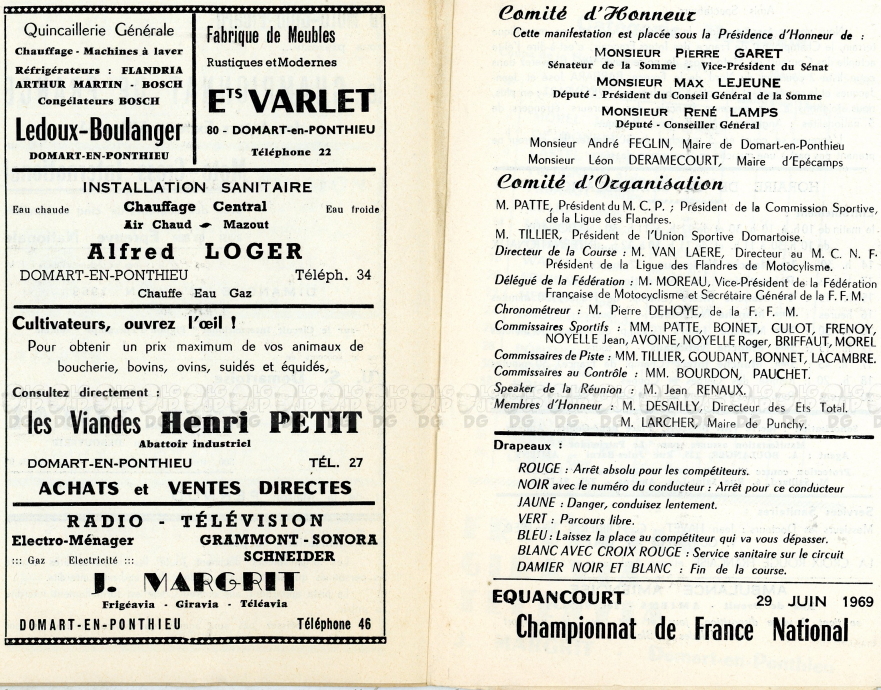 Quincaillerie Générale
Chauffage - Machines à laver
Réfrigérateurs : FLANDRIA
ARTHUR MARTIN - BOSCH
Congélateurs BOSCH
Ledoux-Boulanger
DOMART-EN-PONTHIEU
Fabrique de Meubles
Rustiques et Modernes
ETS VARLET
80 - DOMART-en-PONTHIEU
Téléphone 22
INSTALLATION SANITAIRE
Eau chaude Chauffage Central Eau froide
Air Chaud - Mazout
Alfred LOGER
DOMART-EN-PONTHIEU Téléph. 34
Chauffe Eau Gaz
Cultivateurs, ouvrez l'œil !
Pour obtenir un prix maximum de vos animaux de
boucherie, bovins, ovins, suidés et équidés,
Consultez directement :
les Viandes Henri PETIT
Abattoir industriel
DOMART-EN-PONTHIEU TÉL. 27
ACHATS et VENTES DIRECTES
RADIO - TÉLÉVISION
Electro-Ménager GRAMMONT - SONORA
::: Gaz - Electricité ::: SCHNEIDER
J. MARGRIT
Frigéavia - Giravia - Téléavia
DOMART-EN-PONTHIEU Téléphone 46
Comité d'Honneur
Cette manifestation est placée sous la Présidence d'Honneur de :
MONSIEUR PIERRE GARET
Sénateur de la Somme - Vice-Président du Sénat
MONSIEUR MAX LEJEUNE
Député - Président du Conseil Général de la Somme
MONSIEUR RENÉ LAMPS
Député - Conseiller Général
Monsieur André FEGLIN, Maire de Domart-en-Ponthieu
Monsieur Léon DERAMECOURT, Maire d'Epécamps
Comité d'Organisation
M. PATTE, Président du M. C. P. ; Président de la Commission Sportive,
de la Ligue des Flandres.
M. TILLIER, Président de l'Union Sportive Domartoise.
Directeur de la Course : M. VAN LAERE, Directeur au M. C. N. F-
Président de la Ligue des Flandres de Motocylisme.
Délégué de la Fédération : M. MOREAU, Vice-Président de la Fédération
Française de Motocyclisme et Secrétaire Général de la F. F. M.
Chronométreur : M. Pierre DEHOYE, de la F. F. M.
Commissaires Sportifs : MM. PATTE, BOINET, CULOT, FRENOY,
NOYELLE Jean, AVOINE, NOYELLE Roger, BRIFFAUT, MOREL
Commissaires de Piste : MM. TILLIER, GOUDANT, BONNET, LACAMBRE.
Commissaires au Contrôle : MM. BOURDON, PAUCHET.
Speaker de la Réunion : M. Jean RENAUX.
Membres d'Honneur : M. DESAILLY, Directeur des Ets Total.
M. LARCHER, Maire de Punchy.
Drapeaux :
ROUGE : Arrêt absolu pour les compétiteurs.
NOIR avec le numéro du conducteur : Arrêt pour ce conducteur
JAUNE : Danger, conduisez lentement.
VERT : Parcours libre.
BLEU : Laissez la place au compétiteur qui va vous dépasser.
BLANC AVEC CROIX ROUGE : Service sanitaire sur le circuit
DAMIER NOIR ET BLANC : Fin de la course.
EQUANCOURT 29 JUIN 1969
Championnat de France National